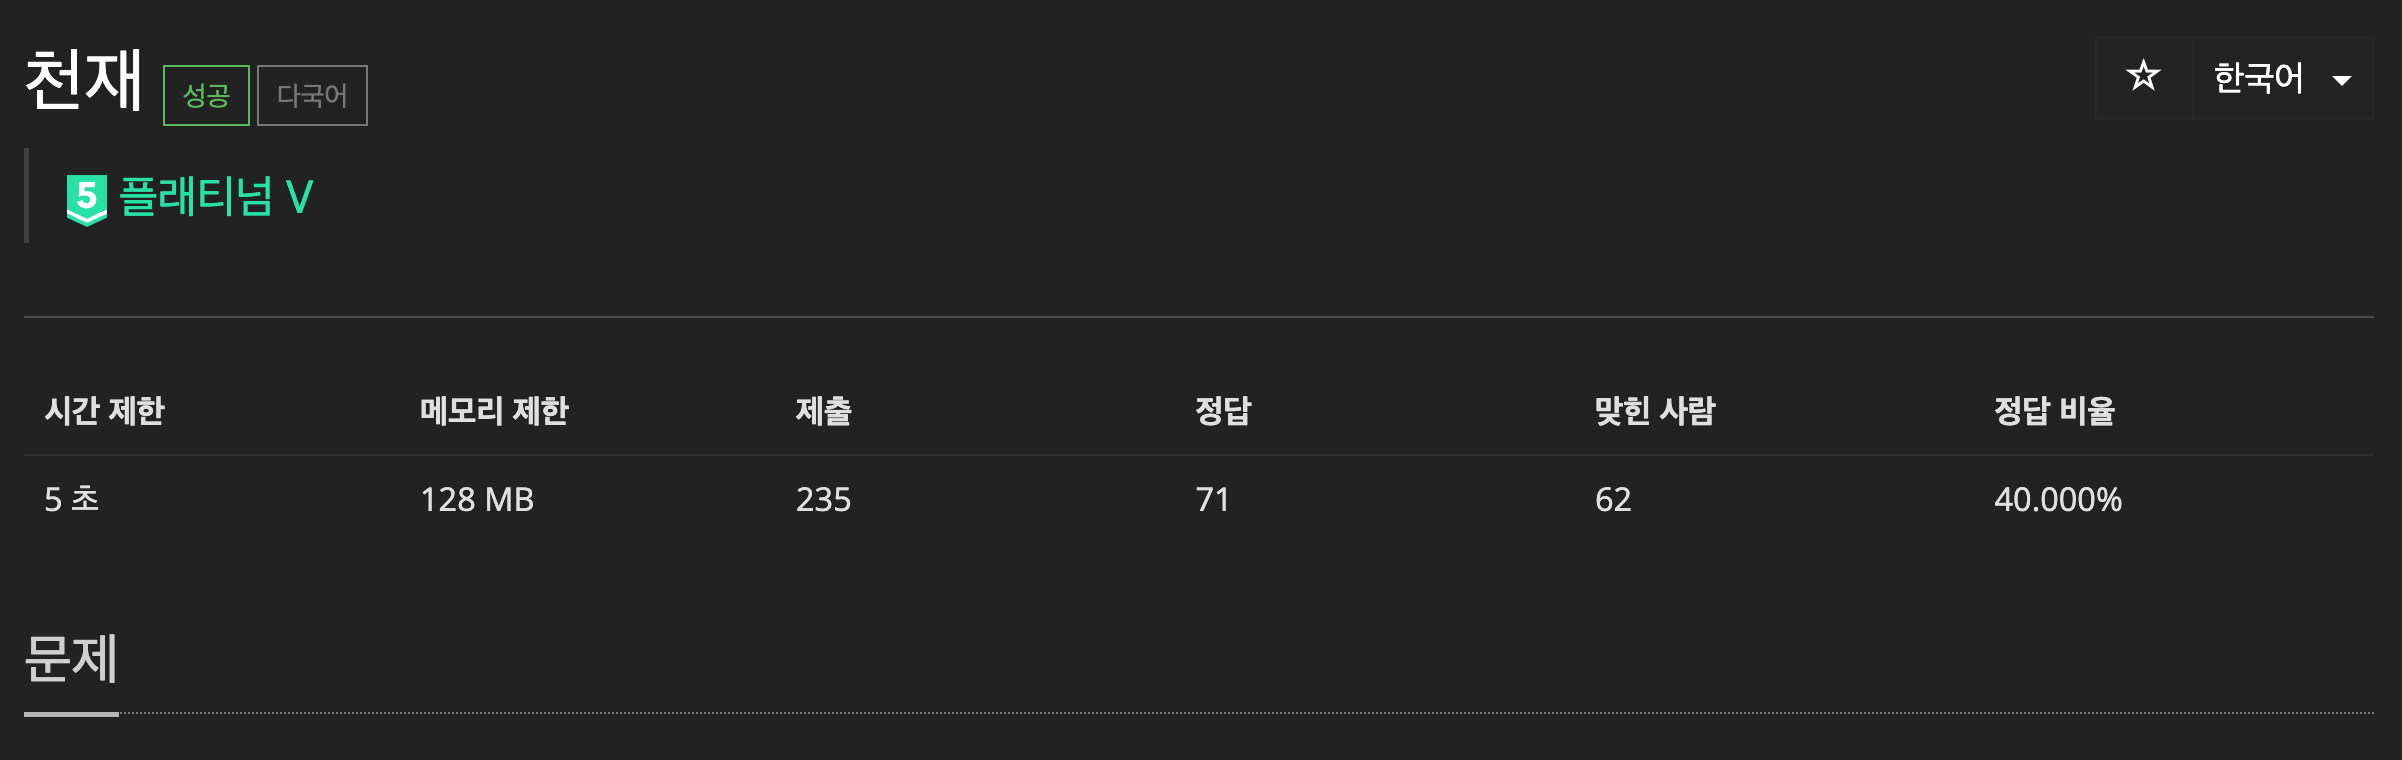 천재 성공 다국어 한국어
5 플래티넘 V
시간 제한 메모리 제한 제출 정답 맞힌 사람 정답 비율
5 초 128 MB 235 71 62 40.000%
문제